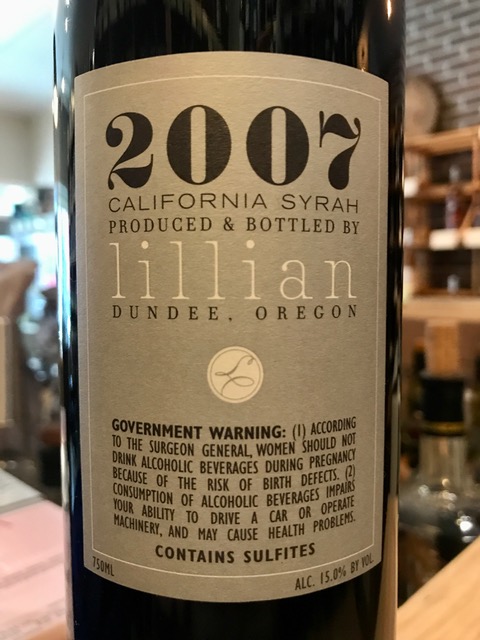 2007
CALIFORNIA SYRAH
PRODUCED & BOTTLED BY
lillian
DUNDEE, OREGON
GOVERNMENT WARNING: (1) ACCORDING
TO THE SURGEON GENERAL, WOMEN SHOULD NOT
DRINK ALCOHOLIC BEVERAGES DURING PREGNANCY
BECAUSE OF THE RISK OF BIRTH DEFECTS. (2)
CONSUMPTION OF ALCOHOLIC BEVERAGES IMPAIRS
YOUR ABILITY TO DRIVE A CAR OR OPERATE
MACHINERY, AND MAY CAUSE HEALTH PROBLEMS.
CONTAINS SULFITES
750ML
ALC. 15.0% BY VOL.